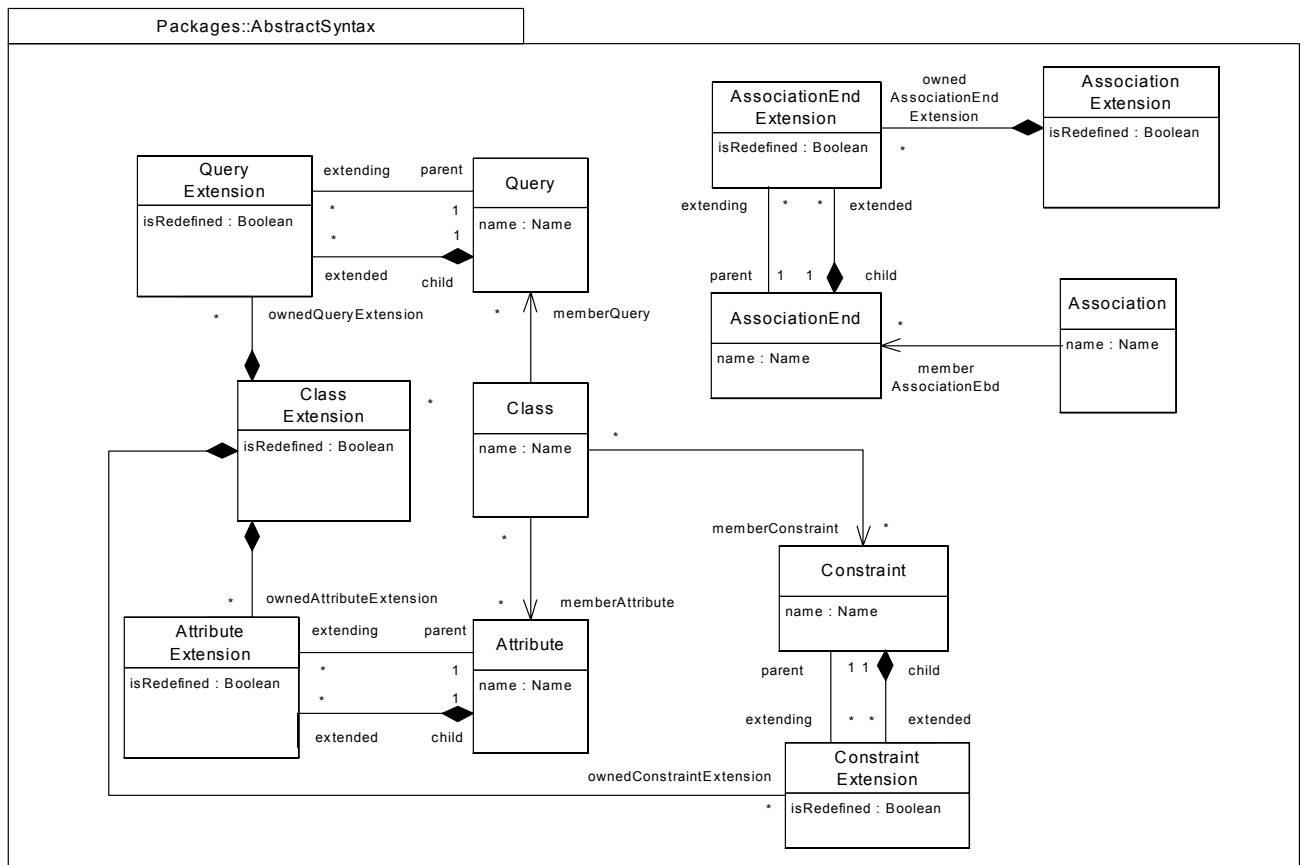 Packages::AbstractSyntax
AssociationEnd
Extension
isRedefined : Boolean
owned
AssociationEnd
Extension
*
Association
Extension
isRedefined : Boolean
Query
Extension
isRedefined : Boolean
extending
parent
*
1
*
1
extended
child
Query
name : Name
extending
*
*
extended
parent
1
1
child
AssociationEnd
name : Name
*
member
AssociationEbd
Association
name : Name
*
ownedQueryExtension
*
memberQuery
Class
Extension
isRedefined : Boolean
*
Class
name : Name
*
*
memberConstraint
*
Constraint
name : Name
*
ownedAttributeExtension
*
memberAttribute
Attribute
Extension
isRedefined : Boolean
extending
parent
*
1
*
1
extended
child
Attribute
name : Name
parent
1
1
child
extending
*
*
extended
ownedConstraintExtension
*
Constraint
Extension
isRedefined : Boolean